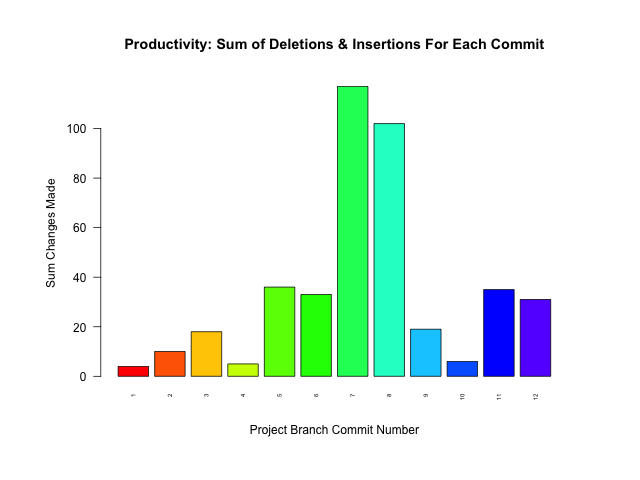 Productivity: Sum of Deletions & Insertions For Each Commit
Sum Changes Made
100
80
60
40
20
0
1 2 3 4 5 6 7 8 9 10 11 12
Project Branch Commit Number